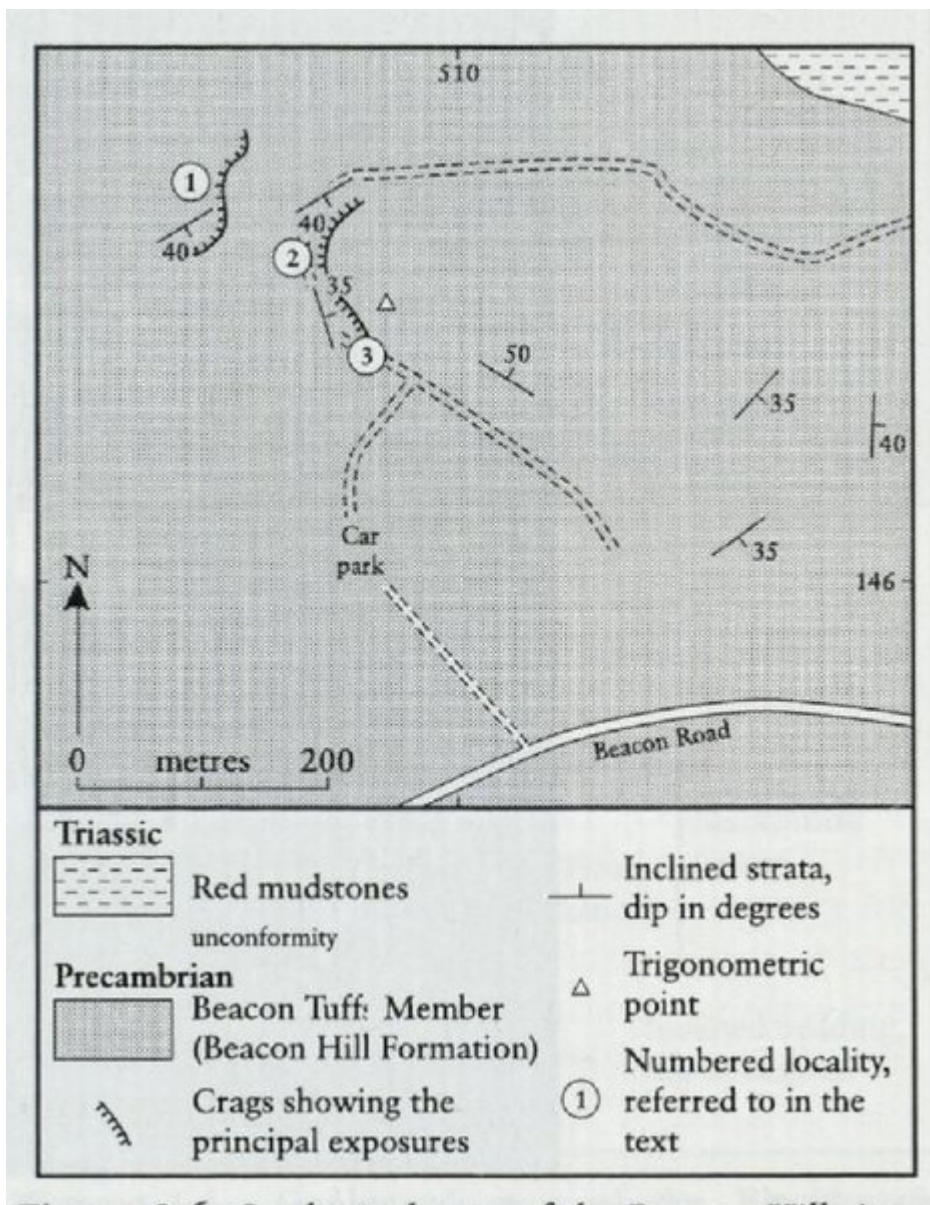 510
1
40
40
2
35
3
50
35
40
35
Car
park
N
146
0 metres 200
Beacon Road
Triassic
Red mudstones
unconformity
Precambrian
Beacon Tuff: Member
(Beacon Hill Formation)
Crags showing the
principal exposures
Inclined strata,
dip in degrees
Trigonometric
point
Numbered locality,
1 referred to in the
text